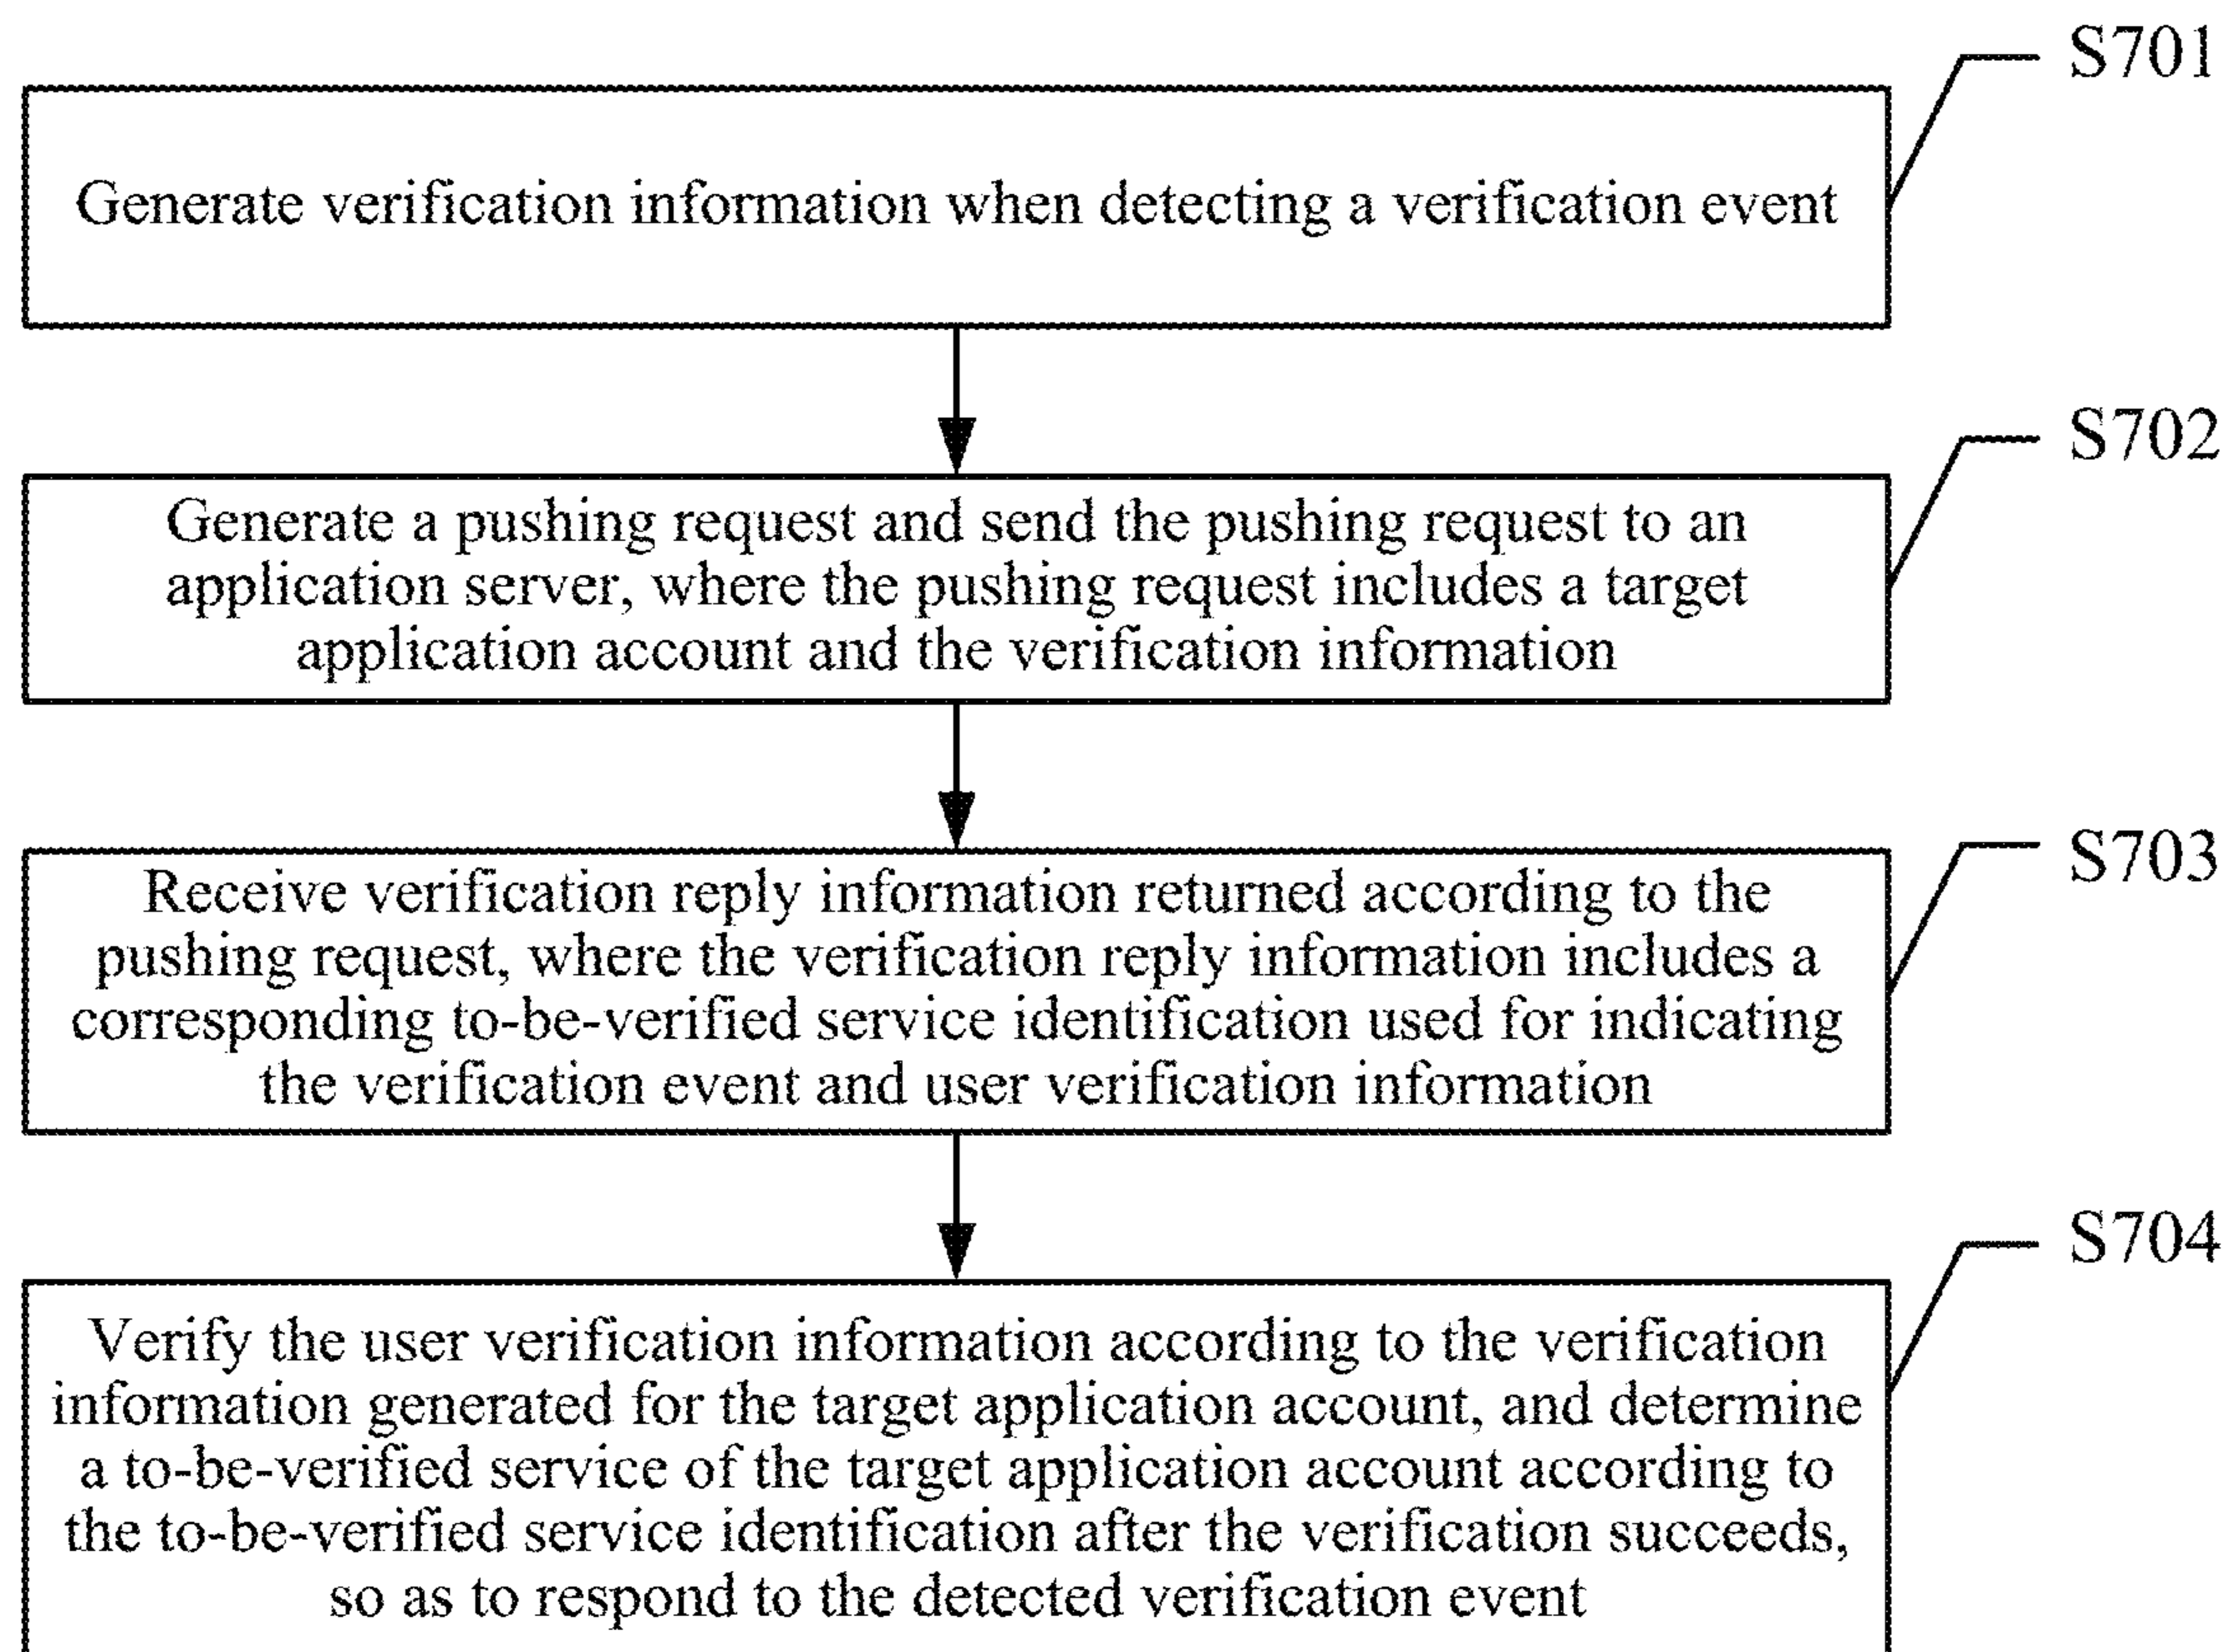 S701
Generate verification information when detecting a verification event
S702
Generate a pushing request and send the pushing request to an
application server, where the pushing request includes a target
application account and the verification information
S703
Receive verification reply information returned according to the
pushing request, where the verification reply information includes a
corresponding to-be-verified service identification used for indicating
the verification event and user verification information
S704
Verify the user verification information according to the verification
information generated for the target application account, and determine
a to-be-verified service of the target application account according to
the to-be-verified service identification after the verification succeeds,
so as to respond to the detected verification event